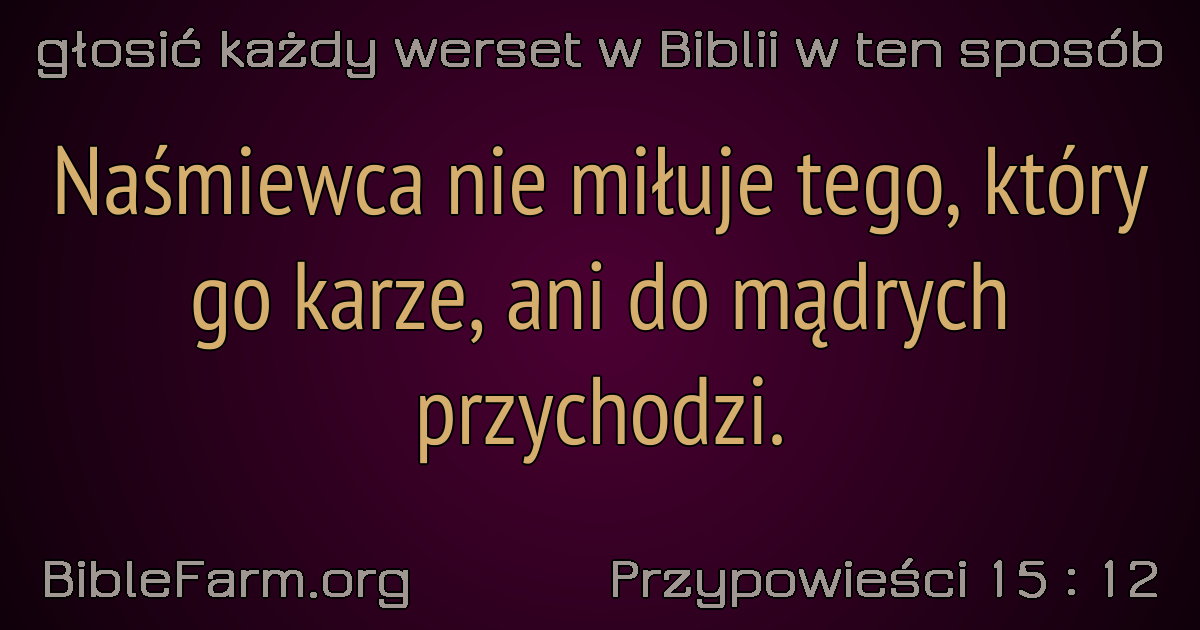 głosić każdy werset w Biblii w ten sposób
Naśmiewca nie miłuje tego, który
go karze, ani do mądrych
przychodzi.
BibleFarm.org
Przypowieści 15 : 12